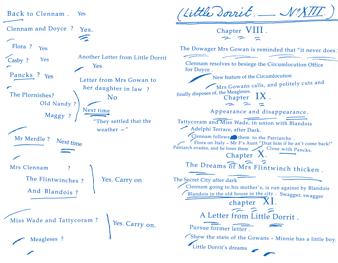 Back to Clennam . Yes
Clennam and Doyce ? Yes.
Flora ? Yes
Casby ? Yes
Another Letter from Little Dorrit
Pancks ? Yes
Letter from Mrs Gowan to
her daughter in law ?
No
The Plornishes?
Old Nandy ?
Maggy ?
Next time
"They settled that the
weather –"
Mr Merdle ? Next time
Mrs Clennam
The Flintwinches ? Yes. Carry on
And Blandois ?
Miss Wade and Tattycoram ? Yes. Carry on.
Meagleses ?
(Little Dorrit. — No XIII.)
Chapter VIII.
The Dowager Mrs Gowan is reminded that "it never does
Clennam resolves to besiege the Circumlocution Office
for Doyce.
New feature of the Circumlocution
Mrs Gowans calls, and politely cuts and
finally disposes of, the Meagleses.
Chapter IX.
Appearance and disappearance.
Tattycoram and Miss Wade, in union with Blandois
Adelphi Terrace, after Dark.
Clennam follows to the Patriarchs
Flora on Italy – Mr F's Aunt "Drat him if he an't come back!"
Patriarch evades, and he loses them Close with Pancks.
Chapter X.
The Dreams of Mrs Flintwinch thicken.
The Secret City after dark
Clennam going to his mother's, is run against by Blandois
Blandois in the old house in the city . Swagger, swagger
chapter XI.
A Letter from Little Dorrit .
Pursue former letter .
Show the state of the Gowans – Minnie has a little boy.
Little Dorrit's dreams